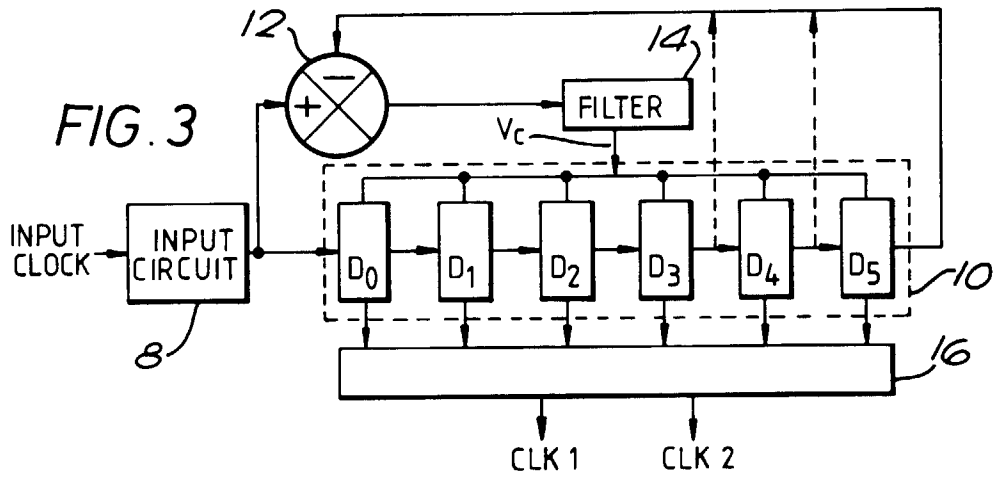 12
14
FIG. 3
−
+
FILTER
Vc
INPUT
CLOCK
INPUT
CIRCUIT
8
D0
D1
D2
D3
D4
D5
10
16
CLK 1
CLK 2